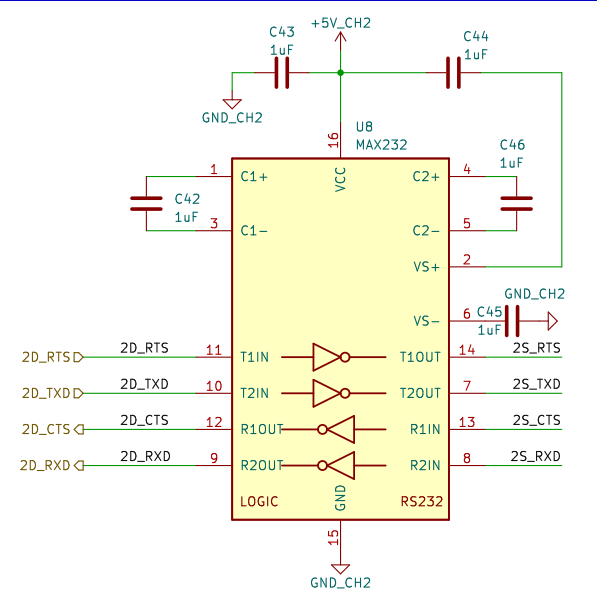 +5V_CH2
C43
1uF
C44
1uF
GND_CH2
U8
MAX232
16
VCC
C46
1uF
1
C1+
C2+
4
C42
1uF
3
C1-
C2-
5
VS+
2
GND_CH2
VS-
6
C45
1uF
2D_RTS
2D_RTS
11
T1IN
T1OUT
14
2S_RTS
2D_TXD
2D_TXD
10
T2IN
T2OUT
7
2S_TXD
2D_CTS
2D_CTS
12
R1OUT
R1IN
13
2S_CTS
2D_RXD
2D_RXD
9
R2OUT
R2IN
8
2S_RXD
LOGIC
GND
RS232
15
GND_CH2